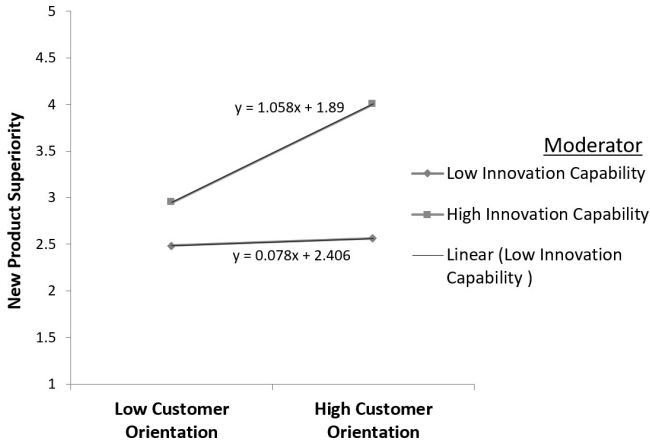 New Product Superiority
5
4.5
4
3.5
3
2.5
2
1.5
1
y = 1.058x + 1.89
y = 0.078x + 2.406
Low Customer
Orientation
High Customer
Orientation
Moderator
Low Innovation Capability
High Innovation Capability
Linear (Low Innovation
Capability )